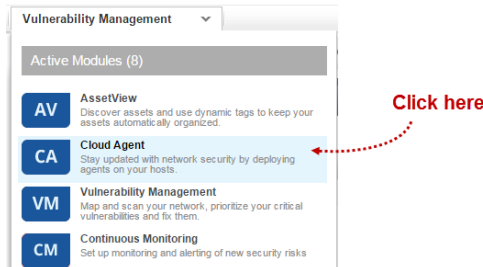 Vulnerability Management
Active Modules (8)
AV
AssetView
Discover assets and use dynamic tags to keep your
assets automatically organized.
Click here
CA
Cloud Agent
Stay updated with network security by deploying
agents on your hosts.
VM
Vulnerability Management
Map and scan your network, prioritize your critical
vulnerabilities and fix them.
CM
Continuous Monitoring
Set up monitoring and alerting of new security risks